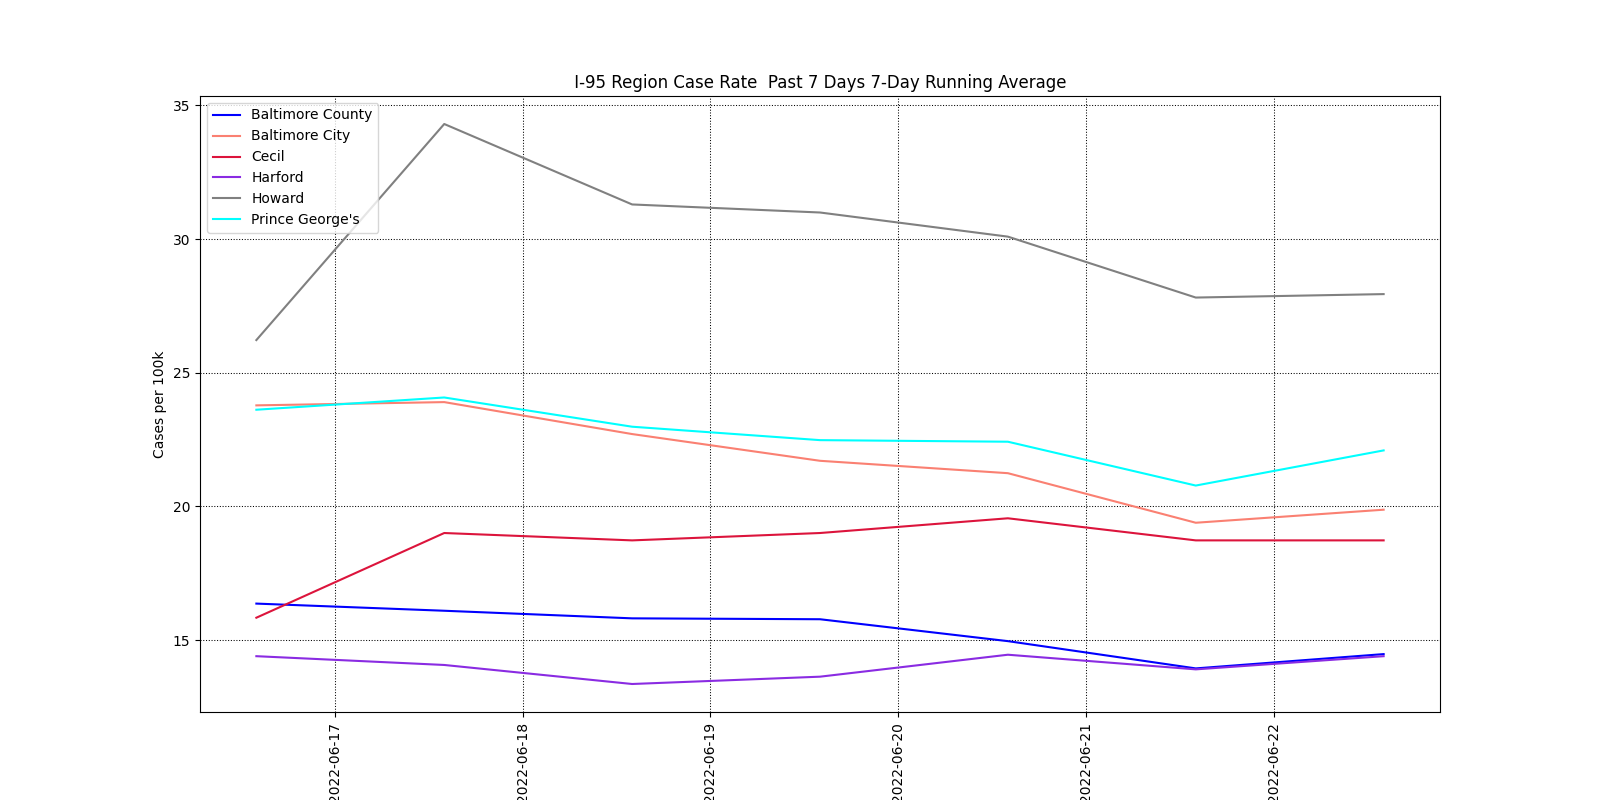 I-95 Region Case Rate  Past 7 Days 7-Day Running Average
Baltimore County
Baltimore City
Cecil
Harford
Howard
Prince George's
Cases per 100k
35
30
25
20
15
2022-06-17
2022-06-18
2022-06-19
2022-06-20
2022-06-21
2022-06-22